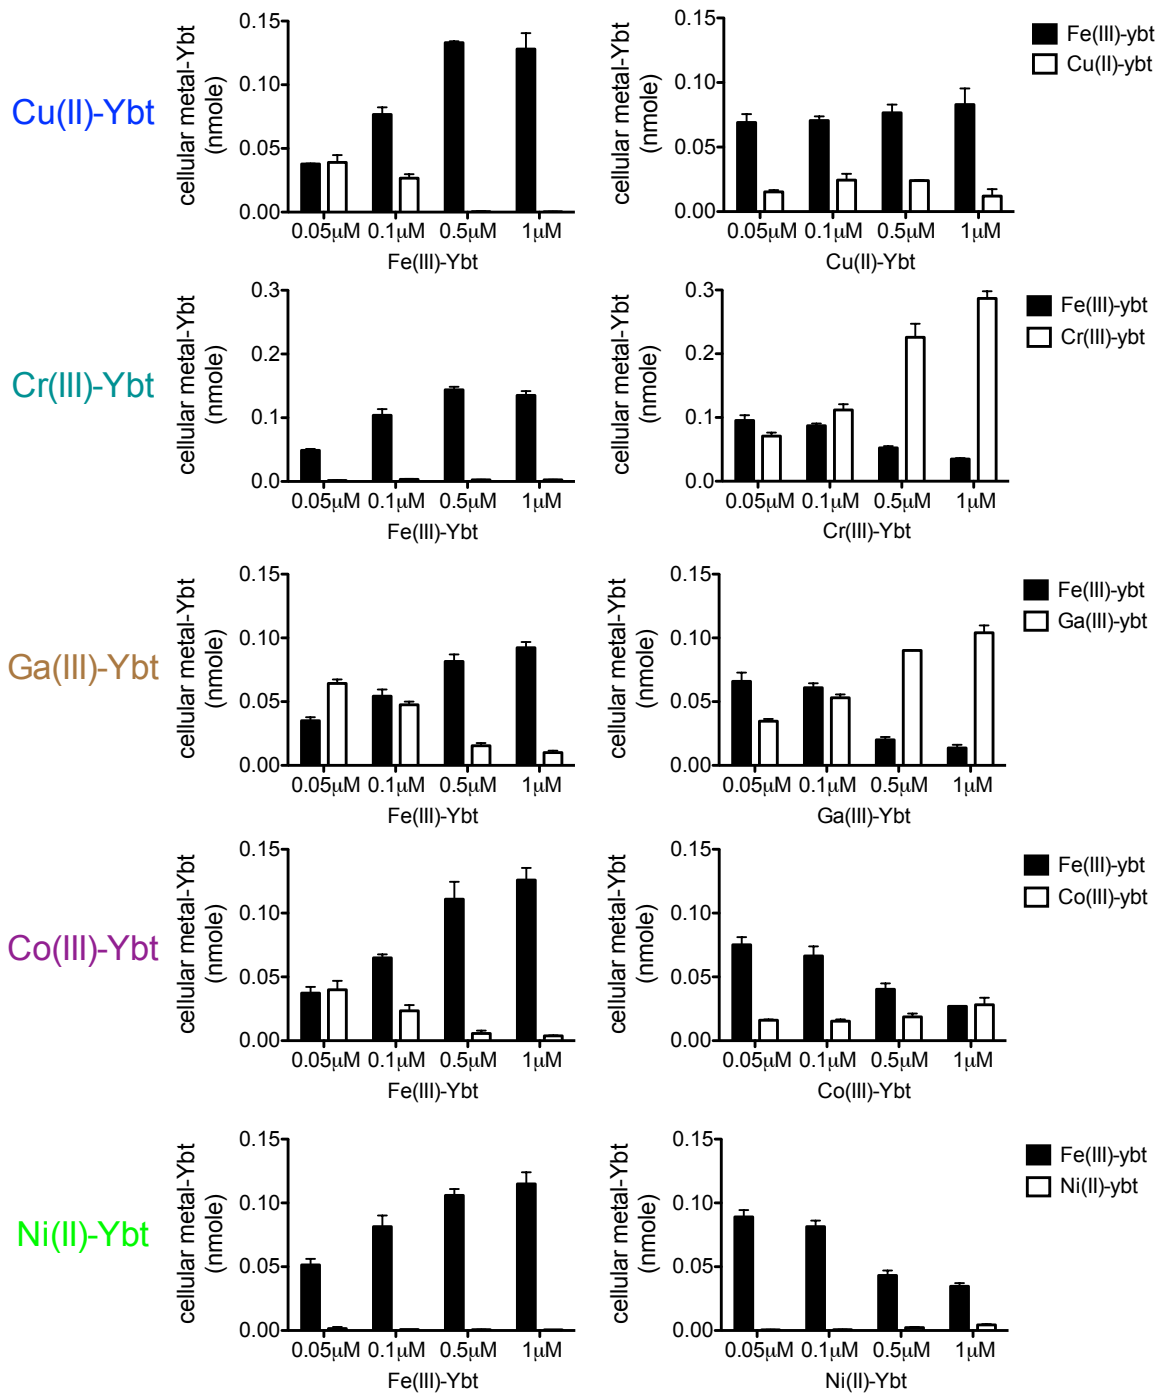 Cu(II)-Ybt
cellular metal-Ybt
(nmole)
0.15
0.10
0.05
0.00
0.05μM 0.1μM 0.5μM 1μM
Fe(III)-Ybt
cellular metal-Ybt
(nmole)
0.15
0.10
0.05
0.00
0.05μM 0.1μM 0.5μM 1μM
Cu(II)-Ybt
Fe(III)-ybt
Cu(II)-ybt
Cr(III)-Ybt
cellular metal-Ybt
(nmole)
0.3
0.2
0.1
0.0
0.05μM 0.1μM 0.5μM 1μM
Fe(III)-Ybt
cellular metal-Ybt
(nmole)
0.3
0.2
0.1
0.0
0.05μM 0.1μM 0.5μM 1μM
Cr(III)-Ybt
Fe(III)-ybt
Cr(III)-ybt
Ga(III)-Ybt
cellular metal-Ybt
(nmole)
0.15
0.10
0.05
0.00
0.05μM 0.1μM 0.5μM 1μM
Fe(III)-Ybt
cellular metal-Ybt
(nmole)
0.15
0.10
0.05
0.00
0.05μM 0.1μM 0.5μM 1μM
Ga(III)-Ybt
Fe(III)-ybt
Ga(III)-ybt
Co(III)-Ybt
cellular metal-Ybt
(nmole)
0.15
0.10
0.05
0.00
0.05μM 0.1μM 0.5μM 1μM
Fe(III)-Ybt
cellular metal-Ybt
(nmole)
0.15
0.10
0.05
0.00
0.05μM 0.1μM 0.5μM 1μM
Co(III)-Ybt
Fe(III)-ybt
Co(III)-ybt
Ni(II)-Ybt
cellular metal-Ybt
(nmole)
0.15
0.10
0.05
0.00
0.05μM 0.1μM 0.5μM 1μM
Fe(III)-Ybt
cellular metal-Ybt
(nmole)
0.15
0.10
0.05
0.00
0.05μM 0.1μM 0.5μM 1μM
Ni(II)-Ybt
Fe(III)-ybt
Ni(II)-ybt